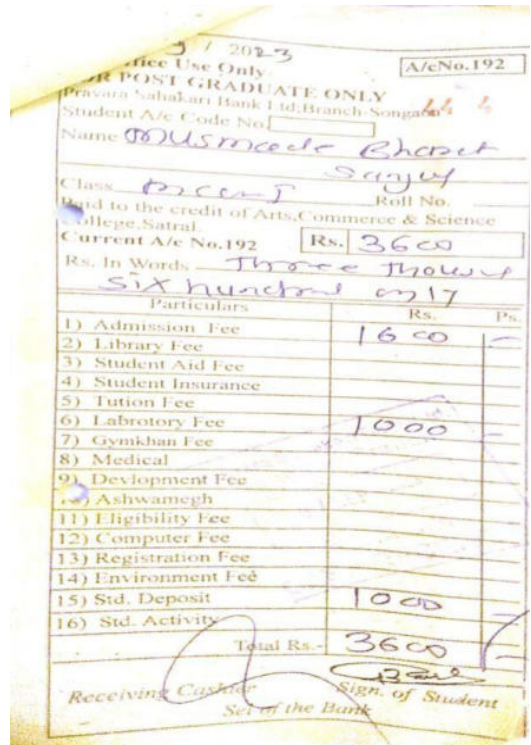 / 2023
A/cNo.192
ffice Use Only
OR POST GRADUATE ONLY
Pravara Sahakari Bank Ltd;Branch-Songaon
Student A/c Code No.
Name Musmade Bharat
Sanjay
Class Roll No.
Paid to the credit of Arts,Commerce & Science
College,Satral.
Current A/c No.192 Rs. 3600
Rs. In Words Three Thousand
Six hundred only
Particulars Rs. Ps.
1) Admission Fee 1600 —
2) Library Fee
3) Student Aid Fee
4) Student Insurance
5) Tution Fee
6) Labrotory Fee 1000 —
7) Gymkhan Fee
8) Medical
9) Devlopment Fee
10) Ashwamegh
11) Eligibility Fee
12) Computer Fee
13) Registration Fee
14) Environment Fee
15) Std. Deposit 1000 —
16) Std. Activity
Total Rs.- 3600 —
Receiving Cashier Sign. of Student
Sel of the Bank